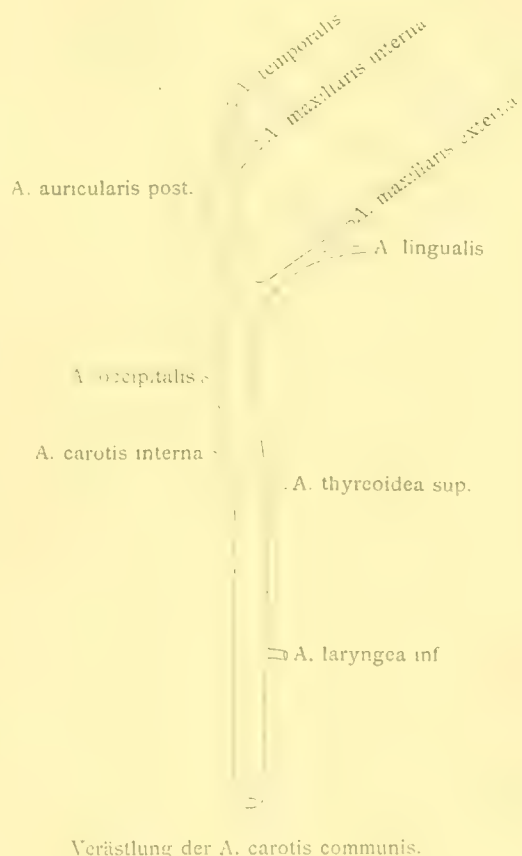 A temporalis
A maxillaris interna
A. maxillaris externa
A. auricularis post.
A lingualis
A occipitalis
A. carotis interna
A. thyreoidea sup.
A. laryngea inf
Verästlung der A. carotis communis.